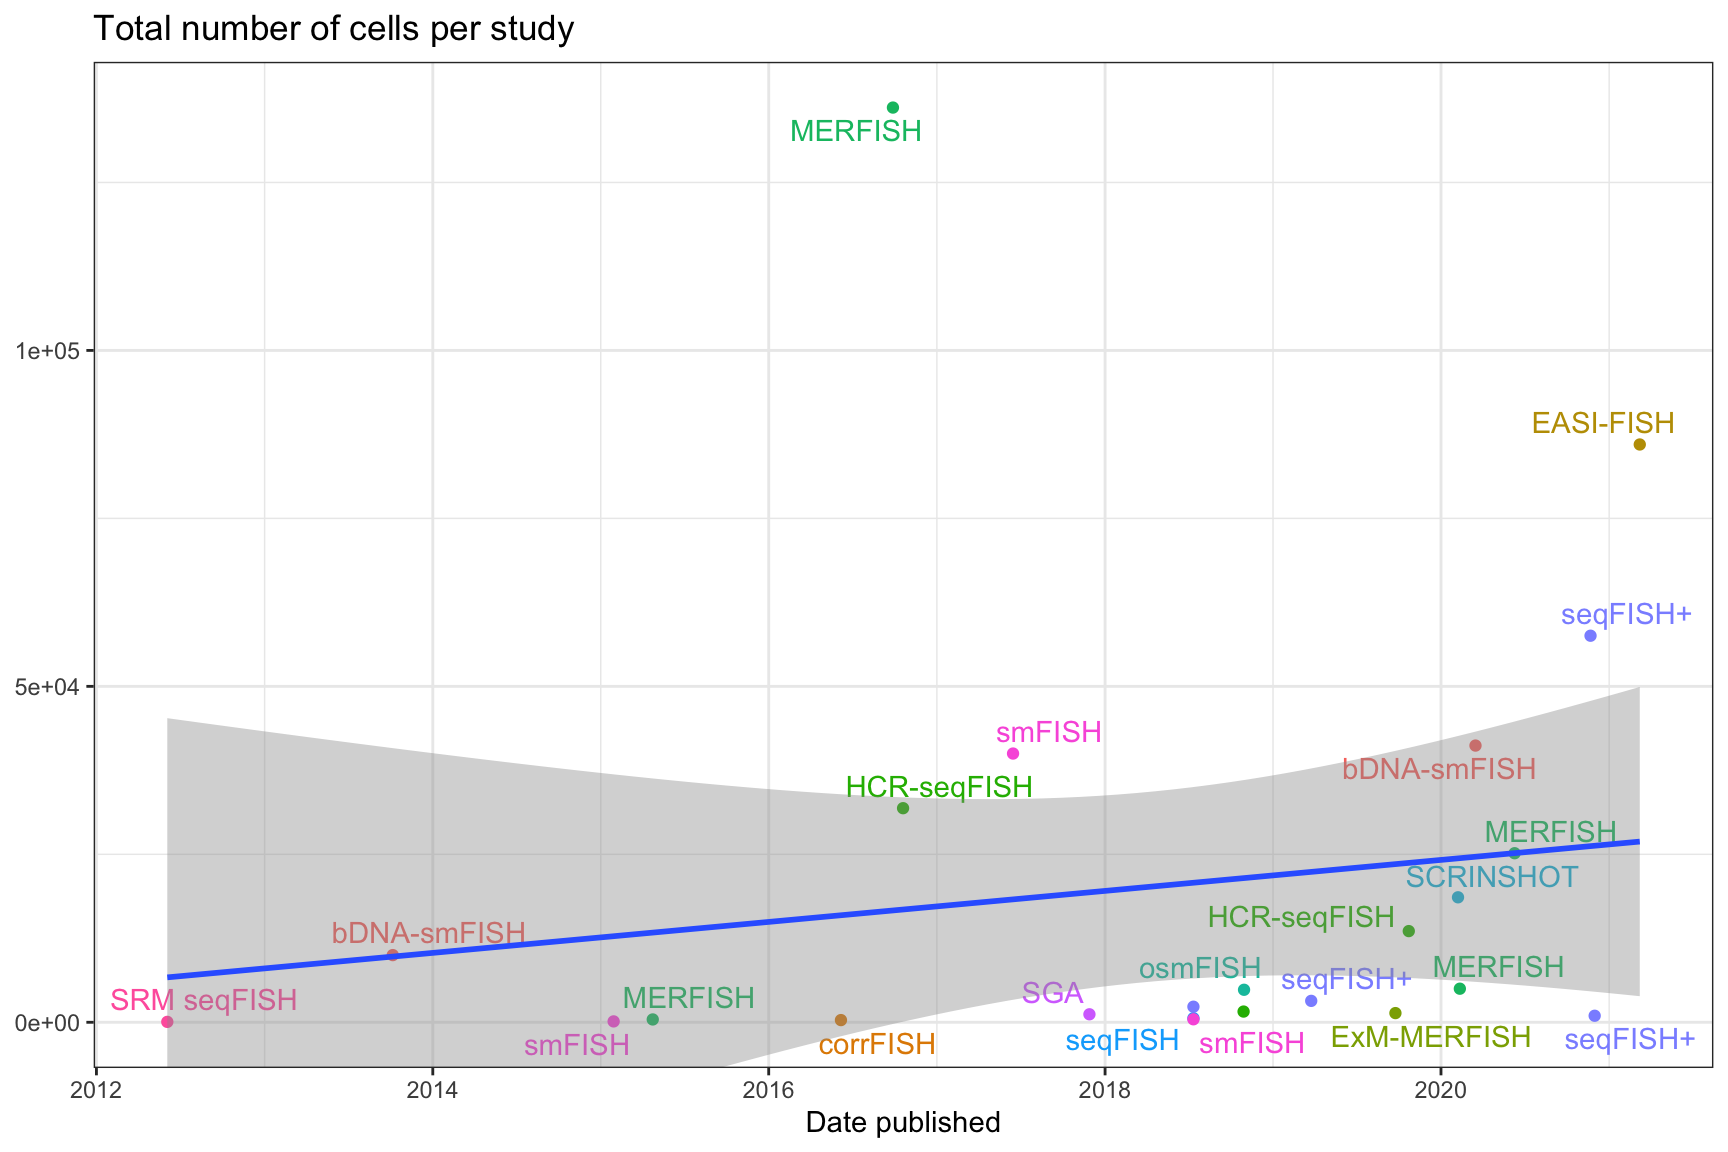 Total number of cells per study
MERFISH
1e+05
EASI-FISH
seqFISH+
5e+04
smFISH
bDNA-smFISH
HCR-seqFISH
MERFISH
SCRINSHOT
HCR-seqFISH
bDNA-smFISH
osmFISH
MERFISH
seqFISH+
SGA
SRM seqFISH
MERFISH
0e+00
smFISH
corrFISH
seqFISH
smFISH
ExM-MERFISH
seqFISH+
2012 2014 2016 2018 2020
Date published